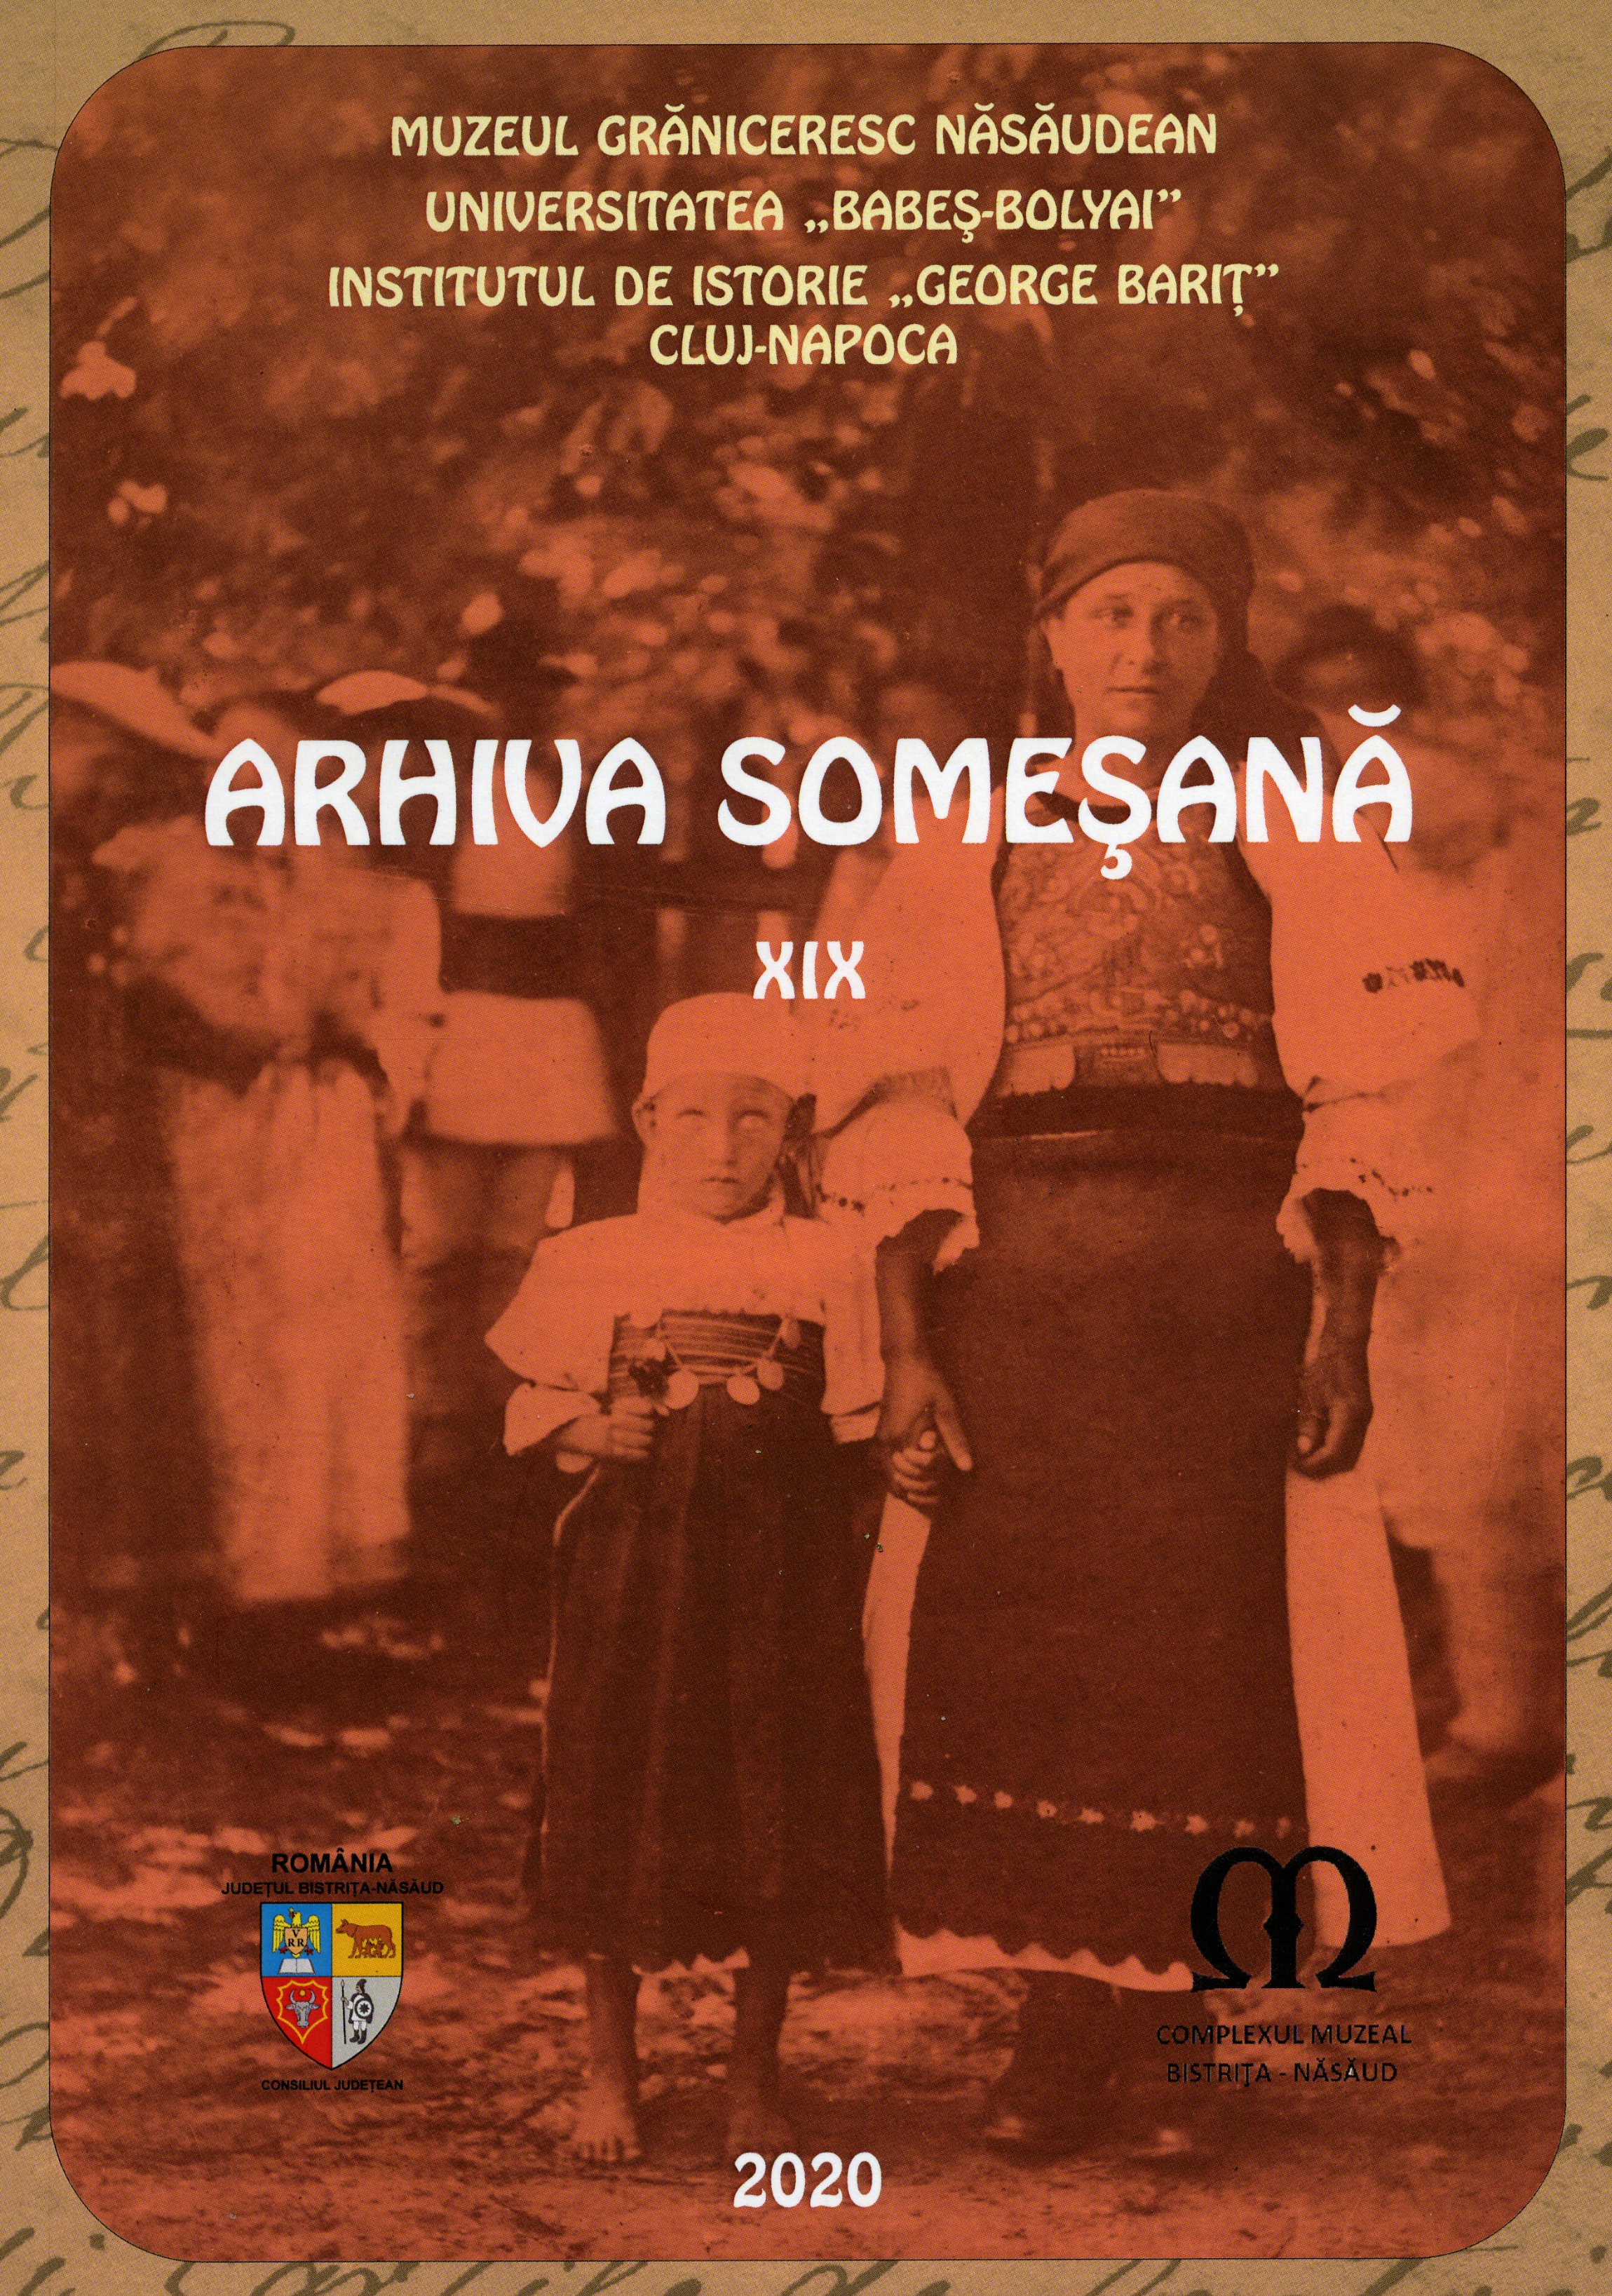 MUZEUL GRĂNICERESC NĂSĂUDEAN
UNIVERSITATEA „BABEŞ-BOLYAI”
INSTITUTUL DE ISTORIE „GEORGE BARIŢ”
CLUJ-NAPOCA
ARHIVA SOMEŞANĂ
XIX
ROMÂNIA
JUDEŢUL BISTRIŢA-NĂSĂUD
V
RR
CONSILIUL JUDEŢEAN
COMPLEXUL MUZEAL
BISTRIŢA - NĂSĂUD
2020